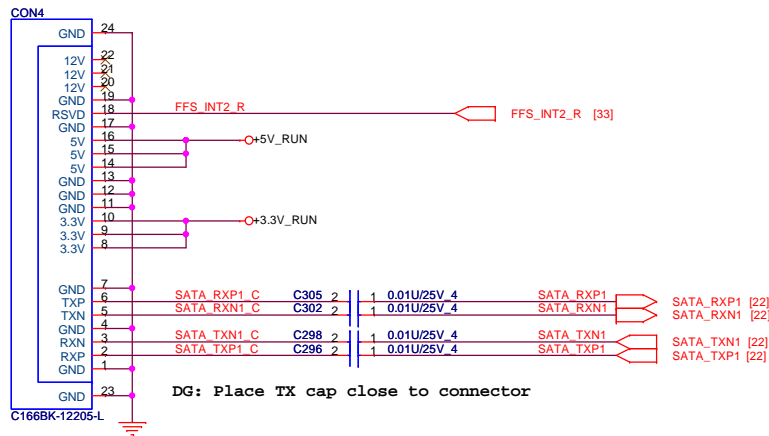 CON4
GND 24
12V 22
12V 21
12V 20
GND 19
RSVD 18 FFS_INT2_R FFS_INT2_R [33]
GND 17
5V 16 +5V_RUN
5V 15
5V 14
GND 13
GND 12
GND 11
3.3V 10 +3.3V_RUN
3.3V 9
3.3V 8
GND 7
TXP 6 SATA_RXP1_C C305 2 1 0.01U/25V_4 SATA_RXP1 SATA_RXP1 [22]
TXN 5 SATA_RXN1_C C302 2 1 0.01U/25V_4 SATA_RXN1 SATA_RXN1 [22]
GND 4
RXN 3 SATA_TXN1_C C298 2 1 0.01U/25V_4 SATA_TXN1 SATA_TXN1 [22]
RXP 2 SATA_TXP1_C C296 2 1 0.01U/25V_4 SATA_TXP1 SATA_TXP1 [22]
GND 1
GND 23
DG: Place TX cap close to connector
C166BK-12205-L